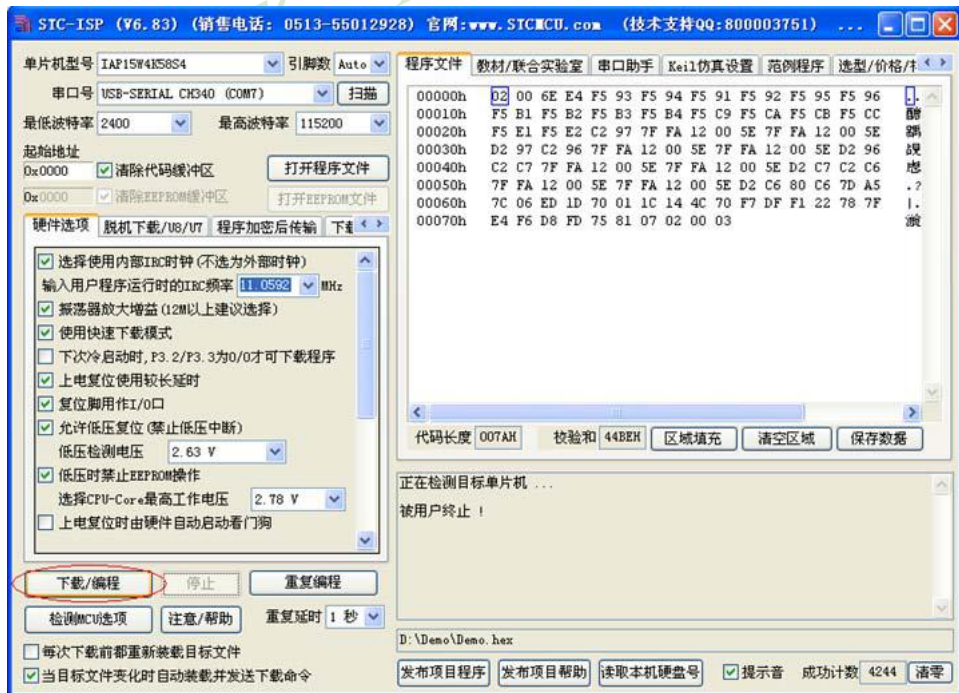 STC-ISP (V6.83) (销售电话: 0513-55012928) 官网:www.STCMCU.com (技术支持QQ:800003751) ...
单片机型号 IAP15W4K58S4 引脚数 Auto
串口号 USB-SERIAL CH340 (COM7) 扫描
最低波特率 2400 最高波特率 115200
起始地址
0x0000 清除代码缓冲区 打开程序文件
0x0000 清除EEPROM缓冲区 打开EEPROM文件
硬件选项 脱机下载/U8/U7 程序加密后传输 下载
选择使用内部IRC时钟(不选为外部时钟)
输入用户程序运行时的IRC频率 11.0592 MHz
振荡器放大增益(12M以上建议选择)
使用快速下载模式
下次冷启动时,P3.2/P3.3为0/0才可下载程序
上电复位使用较长延时
复位脚用作I/O口
允许低压复位(禁止低压中断)
低压检测电压 2.63 V
低压时禁止EEPROM操作
选择CPU-Core最高工作电压 2.78 V
上电复位时由硬件自动启动看门狗
下载/编程 停止 重复编程
检测MCU选项 注意/帮助 重复延时 1 秒
每次下载前都重新装载目标文件
当目标文件变化时自动装载并发送下载命令
程序文件 教材/联合实验室 串口助手 Keil仿真设置 范例程序 选型/价格/
00000h 02 00 6E E4 F5 93 F5 94 F5 91 F5 92 F5 95 F5 96
00010h F5 B1 F5 B2 F5 B3 F5 B4 F5 C9 F5 CA F5 CB F5 CC
00020h F5 E1 F5 E2 C2 97 7F FA 12 00 5E 7F FA 12 00 5E
00030h D2 97 C2 96 7F FA 12 00 5E 7F FA 12 00 5E D2 96
00040h C2 C7 7F FA 12 00 5E 7F FA 12 00 5E D2 C7 C2 C6
00050h 7F FA 12 00 5E 7F FA 12 00 5E D2 C6 80 C6 7D A5 .?
00060h 7C 06 ED 1D 70 01 1C 14 4C 70 F7 DF F1 22 78 7F |.
00070h E4 F6 D8 FD 75 81 07 02 00 03
代码长度 007AH 校验和 44BEH 区域填充 清空区域 保存数据
正在检测目标单片机 ...
被用户终止 !
D:\Demo\Demo.hex
发布项目程序 发布项目帮助 读取本机硬盘号 提示音 成功计数 4244 清零